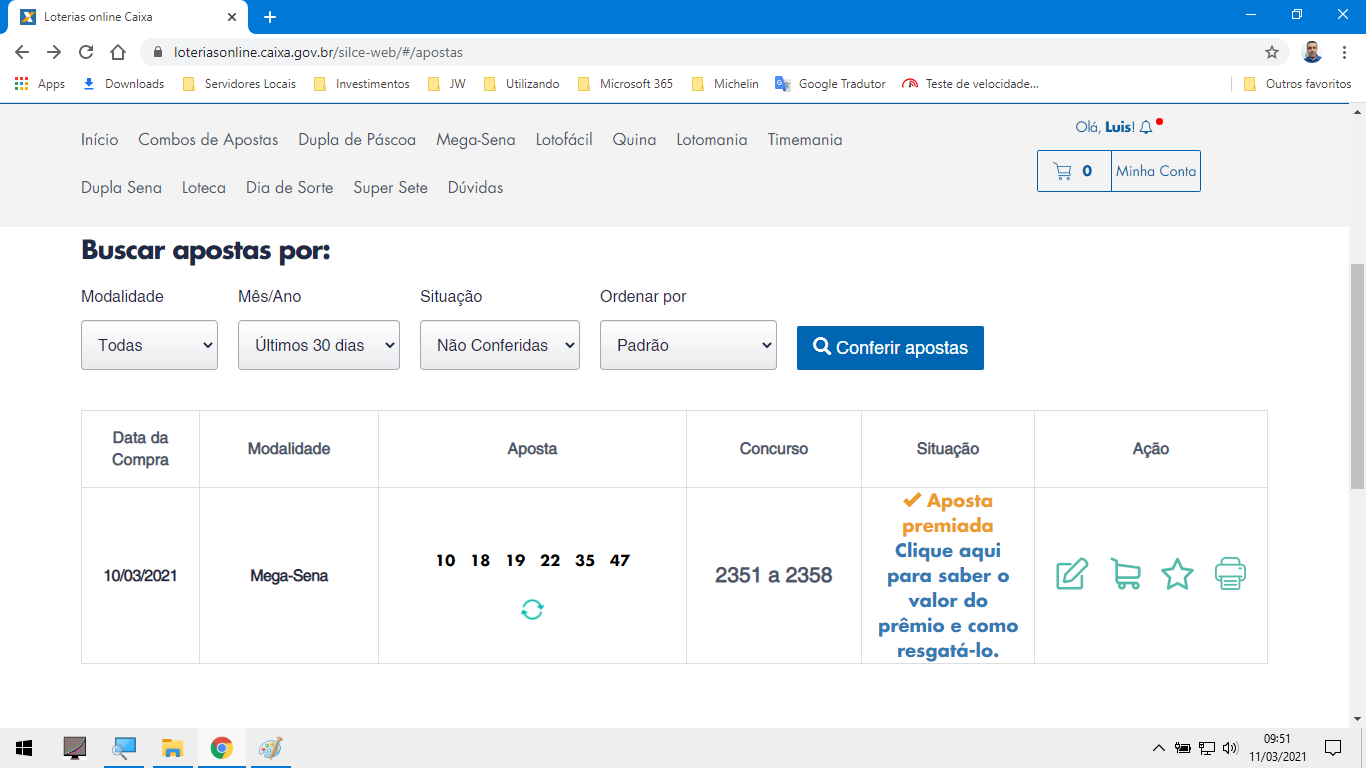 Loterias online Caixa
loteriasonline.caixa.gov.br/silce-web/#/apostas
Apps Downloads Servidores Locais Investimentos JW Utilizando Microsoft 365 Michelin Google Tradutor Teste de velocidade... Outros favoritos
Início Combos de Apostas Dupla de Páscoa Mega-Sena Lotofácil Quina Lotomania Timemania
Dupla Sena Loteca Dia de Sorte Super Sete Dúvidas
Olá, Luis!
0 Minha Conta
Buscar apostas por:
Modalidade Mês/Ano Situação Ordenar por
Todas Últimos 30 dias Não Conferidas Padrão Conferir apostas
Data da
Compra
Modalidade Aposta Concurso Situação Ação
10/03/2021 Mega-Sena
10 18 19 22 35 47
2351 a 2358
Aposta
premiada
Clique aqui
para saber o
valor do
prêmio e como
resgatá-lo.
09:51
11/03/2021